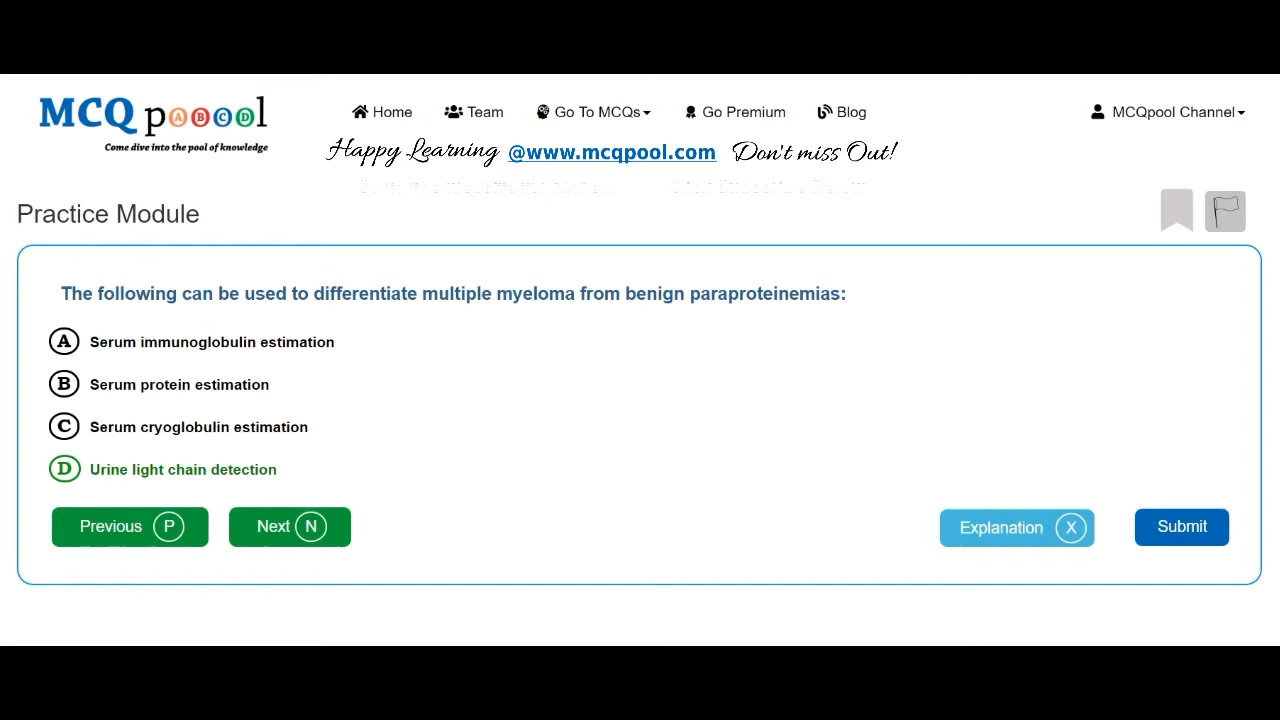 MCQ pooool
A B C D
Come dive into the pool of knowledge
Home Team Go To MCQs Go Premium Blog MCQpool Channel
Happy Learning @www.mcqpool.com Don't miss Out!
Practice Module
The following can be used to differentiate multiple myeloma from benign paraproteinemias:
A Serum immunoglobulin estimation
B Serum protein estimation
C Serum cryoglobulin estimation
D Urine light chain detection
Previous P Next N Explanation X Submit